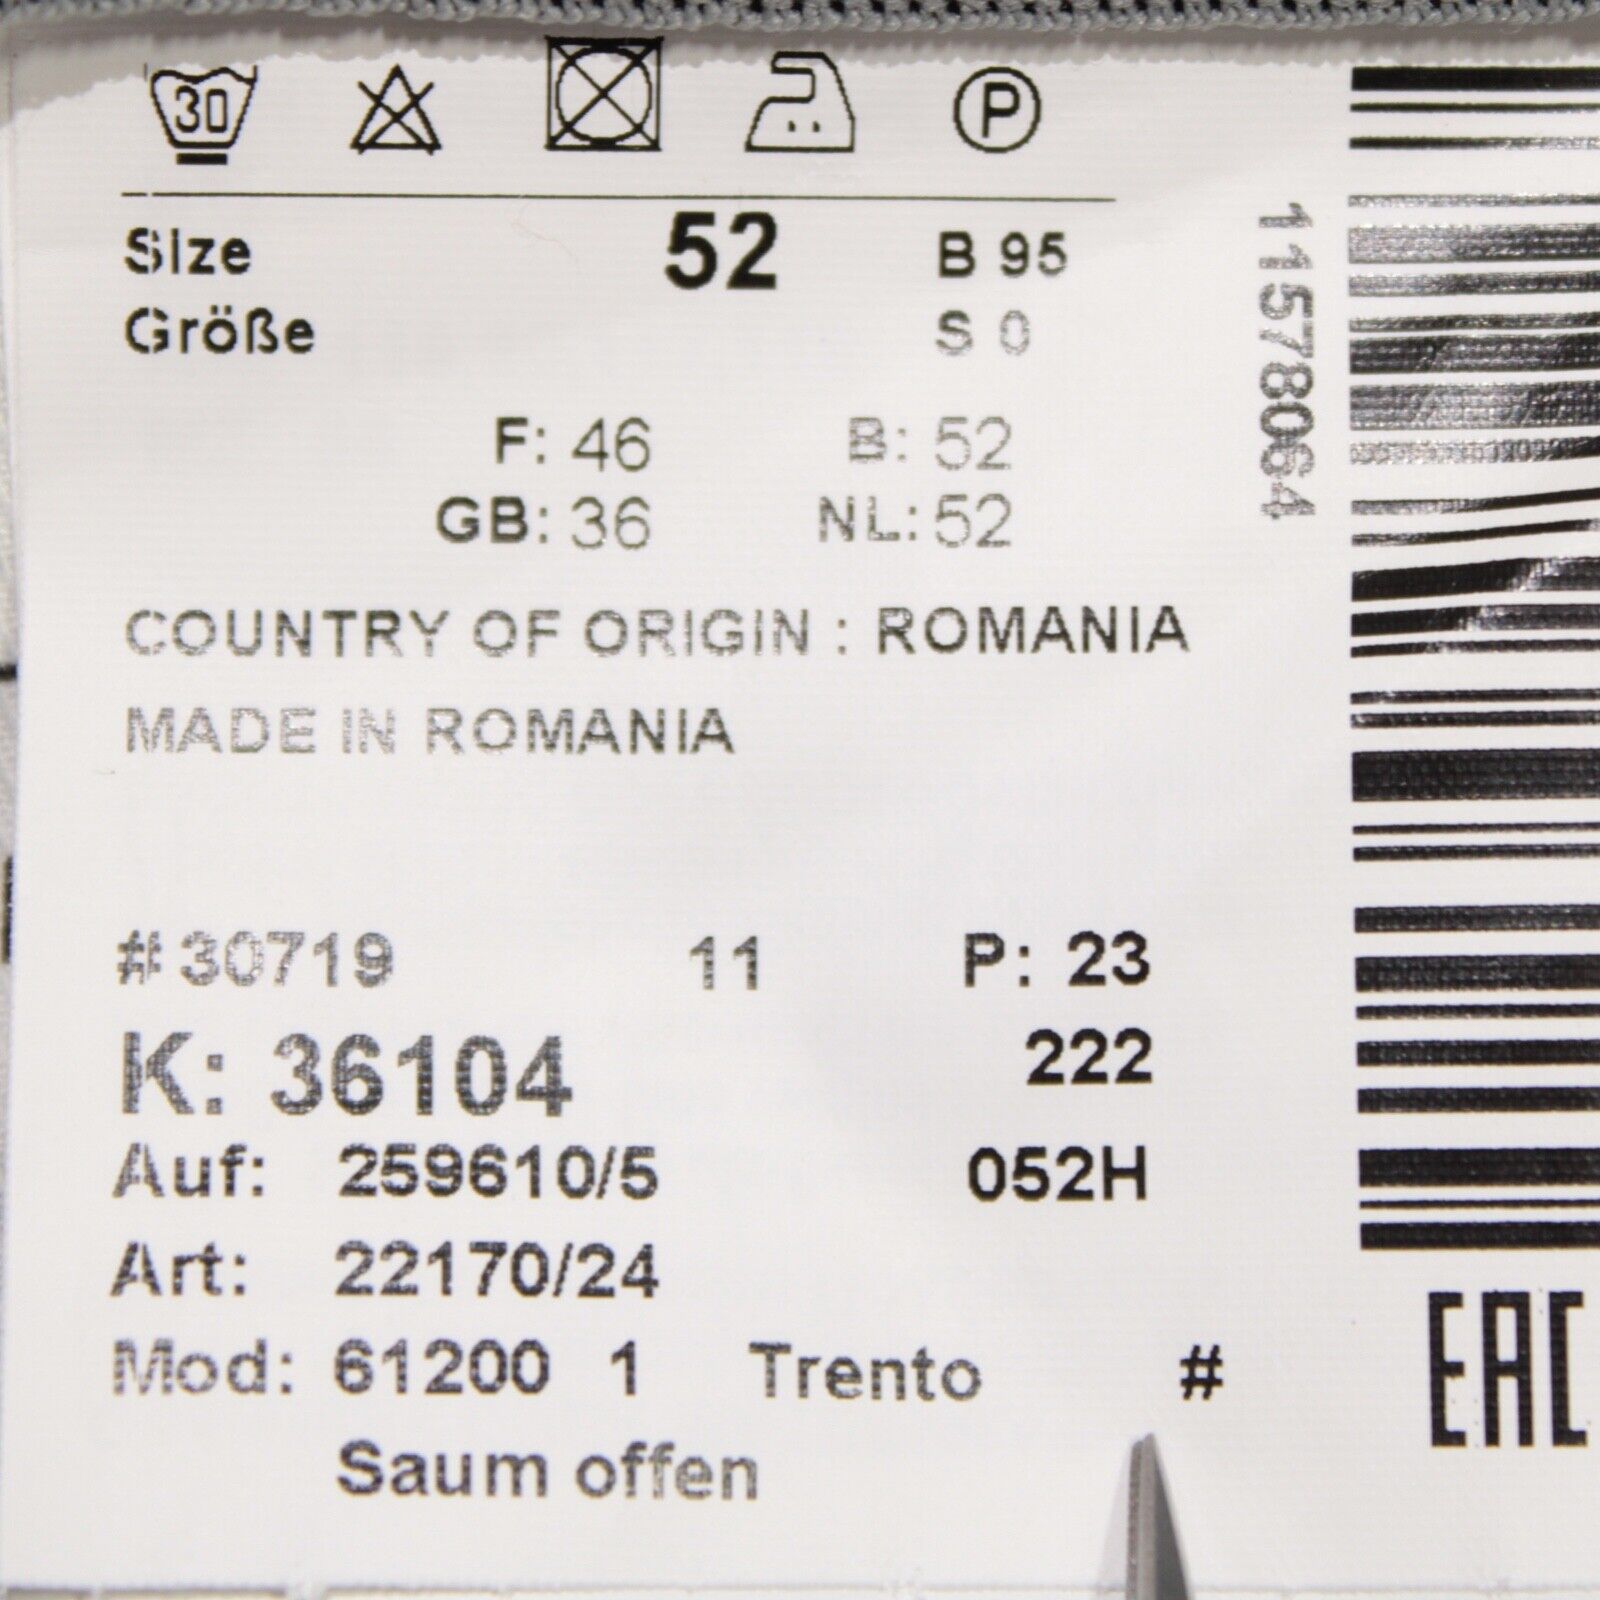 30 P
Size 52 B 95
Größe S 0
F: 46 B: 52
GB: 36 NL: 52
COUNTRY OF ORIGIN : ROMANIA
MADE IN ROMANIA
#30719 11 P: 23
K: 36104 222
Auf: 259610/5 052H
Art: 22170/24
Mod: 61200 1 Trento #
Saum offen
11578064
EAC